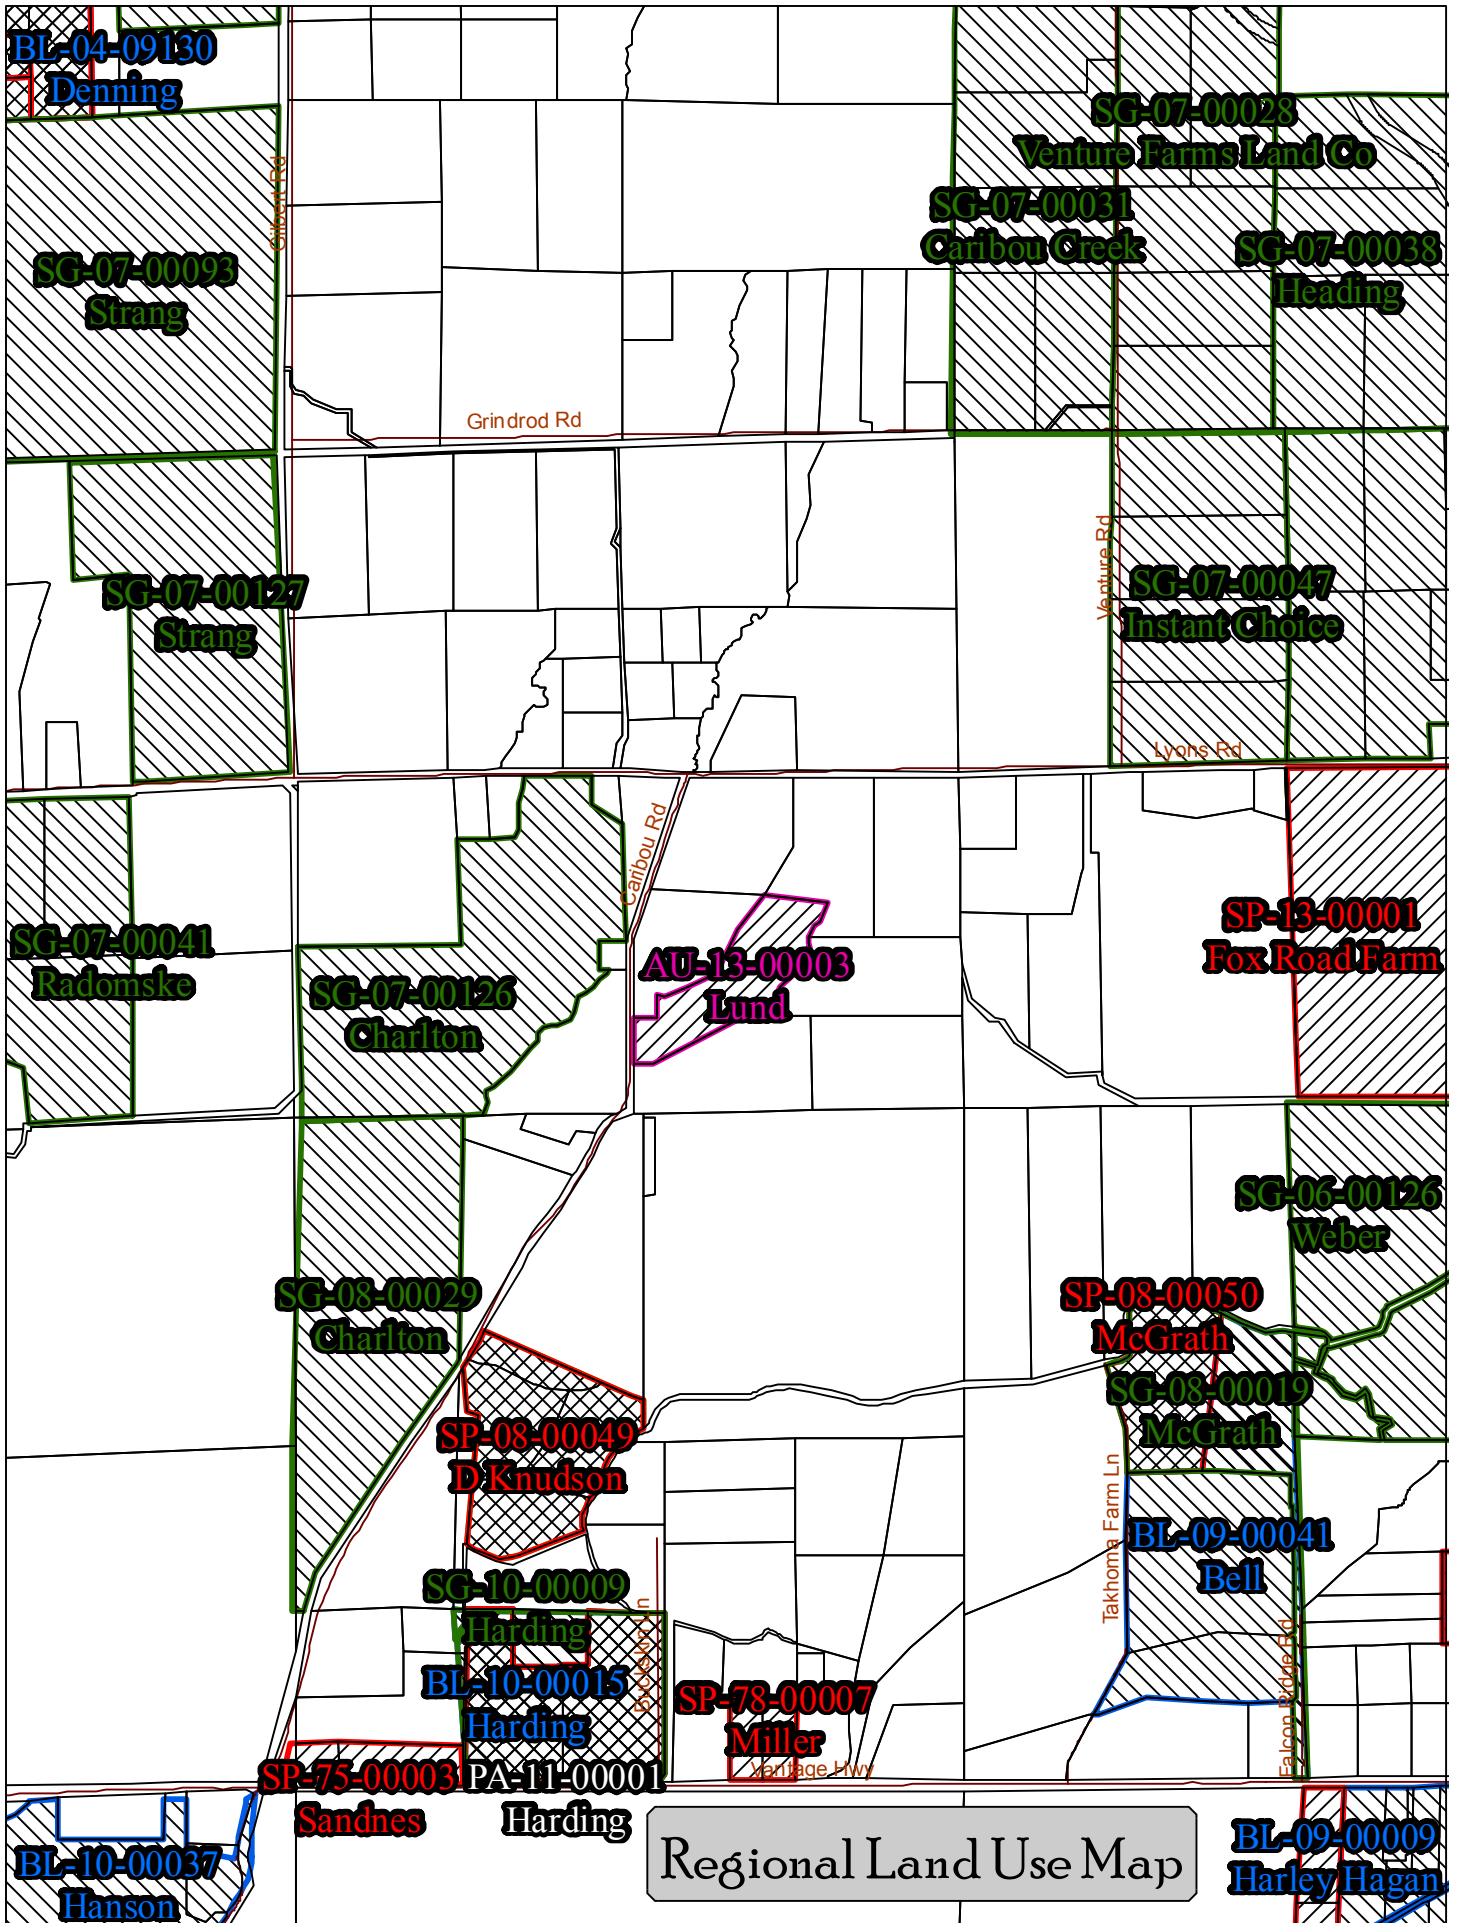 BL-04-09130
Denning
SG-07-00028
Venture Farms Land Co
Gilbert Rd
SG-07-00031
Caribou Creek
SG-07-00038
Heading
SG-07-00093
Strang
Grindrod Rd
Venture Rd
SG-07-00127
Strang
SG-07-00047
Instant Choice
Lyons Rd
Caribou Rd
SG-07-00041
Radomske
SG-07-00126
Charlton
AU-13-00003
Lund
SP-13-00001
Fox Road Farm
SG-06-00126
Weber
SG-08-00029
Charlton
SP-08-00050
McGrath
SG-08-00019
McGrath
SP-08-00049
D Knudson
Takhoma Farm Ln
BL-09-00041
Bell
SG-10-00009
Harding
Buckskin Ln
BL-10-00015
Harding
SP-78-00007
Miller
Falcon Ridge Rd
Vantage Hwy
SP-75-00003
Sandnes
PA-11-00001
Harding
BL-10-00037
Hanson
BL-09-00009
Harley Hagan
Regional Land Use Map